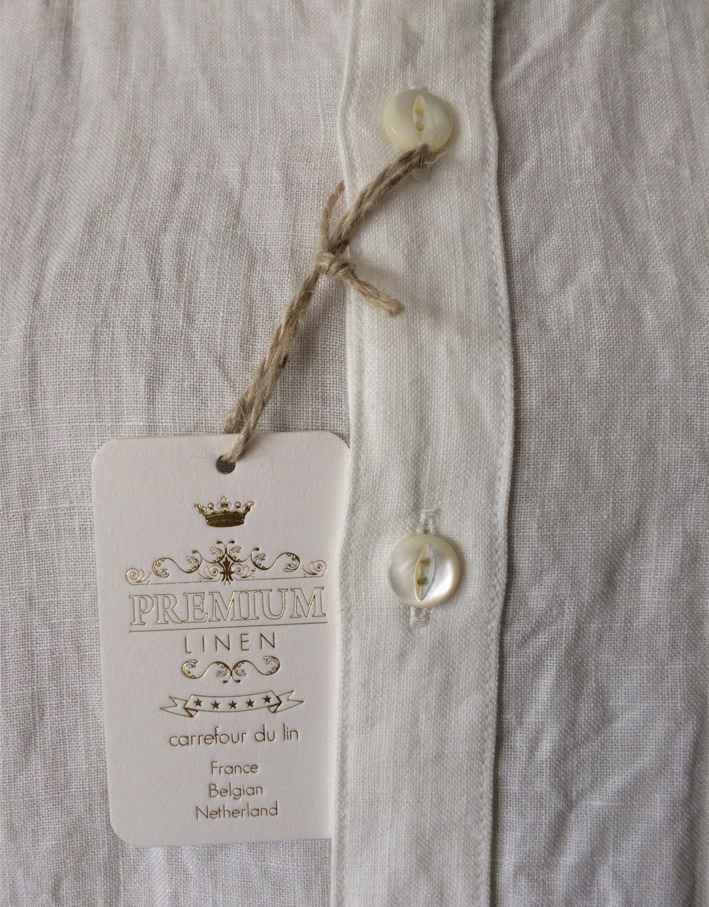 PREMIUM
LINEN
carrefour du lin
France
Belgian
Netherland